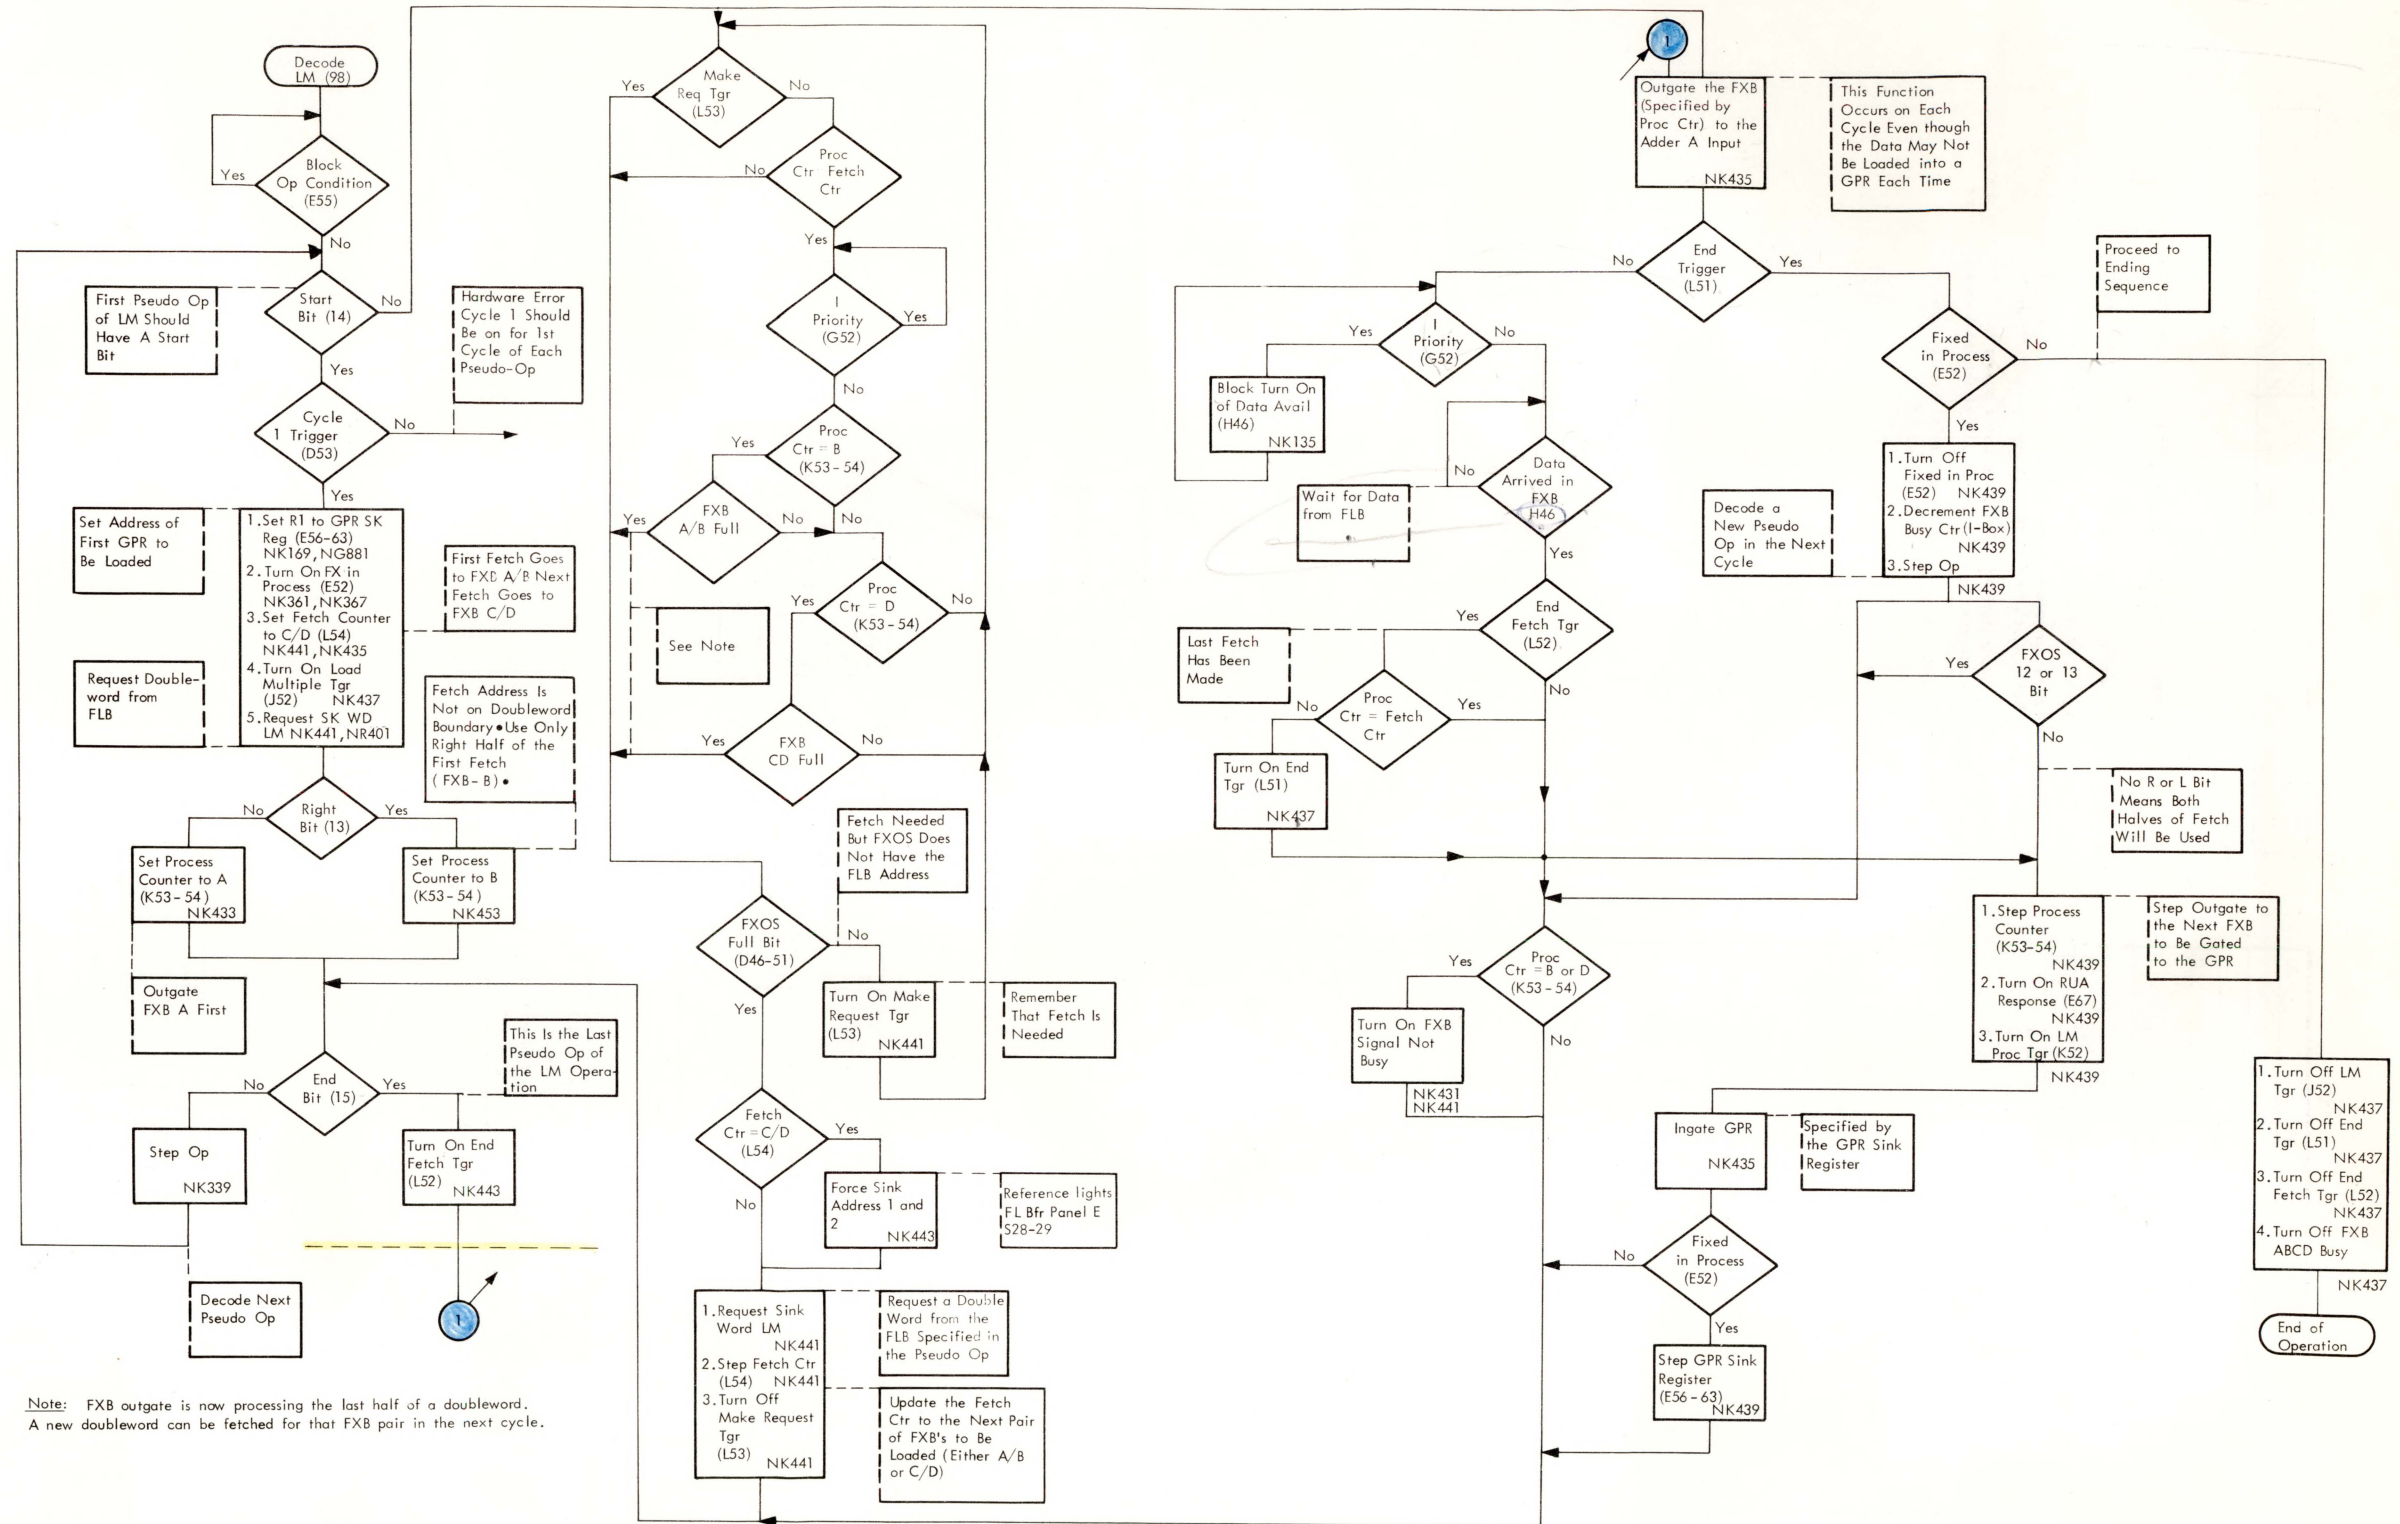 Decode
LM (98)
Block
Op Condition
(E55)
Yes
No
Start
Bit (14)
No
Yes
First Pseudo Op
of LM Should
Have A Start
Bit
Hardware Error
Cycle 1 Should
Be on for 1st
Cycle of Each
Pseudo-Op
Cycle
1 Trigger
(D53)
No
Yes
Set Address of
First GPR to
Be Loaded
1.Set R1 to GPR SK
Reg (E56-63)
NK169,NG881
2.Turn On FX in
Process (E52)
NK361,NK367
3.Set Fetch Counter
to C/D (L54)
NK441,NK435
4.Turn On Load
Multiple Tgr
(J52) NK437
5.Request SK WD
LM NK441,NR401
First Fetch Goes
to FXB A/B Next
Fetch Goes to
FXB C/D
Request Double-
word from
FLB
Fetch Address Is
Not on Doubleword
Boundary•Use Only
Right Half of the
First Fetch
(FXB-B)•
Right
Bit (13)
No
Yes
Set Process
Counter to A
(K53-54)
NK433
Set Process
Counter to B
(K53-54)
NK453
Outgate
FXB A First
This Is the Last
Pseudo Op of
the LM Opera-
tion
End
Bit (15)
No
Yes
Step Op
NK339
Turn On End
Fetch Tgr
(L52)
NK443
Decode Next
Pseudo Op
1
Note: FXB outgate is now processing the last half of a doubleword.
A new doubleword can be fetched for that FXB pair in the next cycle.
Make
Req Tgr
(L53)
Yes
No
Proc
Ctr Fetch
Ctr
No
Yes
I
Priority
(G52)
Yes
No
Proc
Ctr = B
(K53-54)
Yes
No
FXB
A/B Full
Yes
No
Proc
Ctr = D
(K53-54)
Yes
No
See Note
FXB
CD Full
Yes
No
Fetch Needed
But FXOS Does
Not Have the
FLB Address
FXOS
Full Bit
(D46-51)
No
Yes
Turn On Make
Request Tgr
(L53)
NK441
Remember
That Fetch Is
Needed
Fetch
Ctr =C/D
(L54)
Yes
No
Force Sink
Address 1 and
2
NK443
Reference lights
FL Bfr Panel E
S28-29
1.Request Sink
Word LM
NK441
2.Step Fetch Ctr
(L54) NK441
3.Turn Off
Make Request
Tgr
(L53)
NK441
Request a Double
Word from the
FLB Specified in
the Pseudo Op
Update the Fetch
Ctr to the Next Pair
of FXB's to Be
Loaded (Either A/B
or C/D)
1
Outgate the FXB
(Specified by
Proc Ctr) to the
Adder A Input
NK435
This Function
Occurs on Each
Cycle Even though
the Data May Not
Be Loaded into a
GPR Each Time
End
Trigger
(L51)
No
Yes
Proceed to
Ending
Sequence
I
Priority
(G52)
Yes
No
Block Turn On
of Data Avail
(H46)
NK135
Fixed
in Process
(E52)
No
Yes
Data
Arrived in
FXB
H46
No
Yes
Wait for Data
from FLB
1.Turn Off
Fixed in Proc
(E52) NK439
2.Decrement FXB
Busy Ctr(I-Box)
NK439
3.Step Op
NK439
Decode a
New Pseudo
Op in the Next
Cycle
End
Fetch Tgr
(L52)
Yes
No
Last Fetch
Has Been
Made
Proc
Ctr = Fetch
Ctr
No
Yes
Turn On End
Tgr (L51)
NK437
FXOS
12 or 13
Bit
Yes
No
No R or L Bit
Means Both
Halves of Fetch
Will Be Used
Proc
Ctr =B or D
(K53-54)
Yes
No
Turn On FXB
Signal Not
Busy
NK431
NK441
1.Step Process
Counter
(K53-54)
NK439
2.Turn On RUA
Response (E67)
NK439
3.Turn On LM
Proc Tgr (K52)
NK439
Step Outgate to
the Next FXB
to Be Gated
to the GPR
Ingate GPR
NK435
Specified by
the GPR Sink
Register
Fixed
in Process
(E52)
No
Yes
Step GPR Sink
Register
(E56-63)
NK439
1.Turn Off LM
Tgr (J52)
NK437
2.Turn Off End
Tgr (L51)
NK437
3.Turn Off End
Fetch Tgr (L52)
NK437
4.Turn Off FXB
ABCD Busy
NK437
End of
Operation